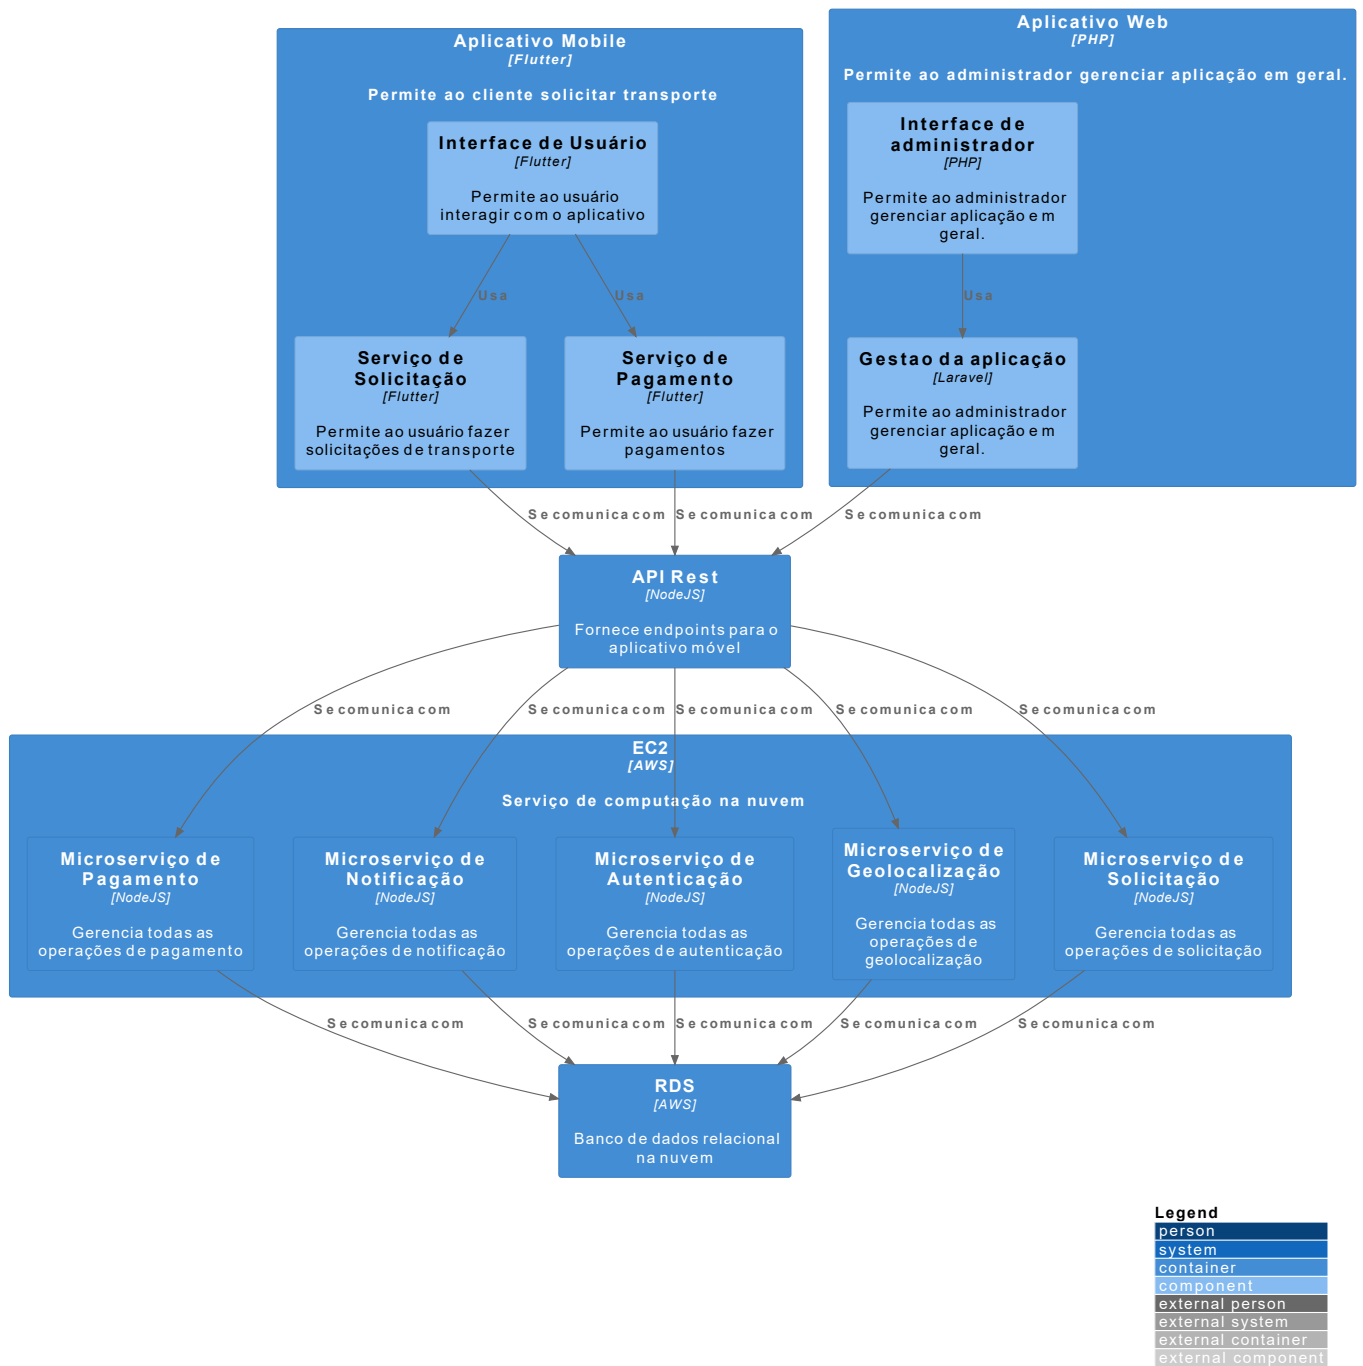 Aplicativo Mobile
[Flutter]
Permite ao cliente solicitar transporte
Interface de Usuário
[Flutter]
Permite ao usuário
interagir com o aplicativo
Usa
Usa
Serviço de
Solicitação
[Flutter]
Permite ao usuário fazer
solicitações de transporte
Serviço de
Pagamento
[Flutter]
Permite ao usuário fazer
pagamentos
Aplicativo Web
[PHP]
Permite ao administrador gerenciar aplicação em geral.
Interface de
administrador
[PHP]
Permite ao administrador
gerenciar aplicação em
geral.
Usa
Gestao da aplicação
[Laravel]
Permite ao administrador
gerenciar aplicação em
geral.
Se comunica com
Se comunica com
Se comunica com
API Rest
[NodeJS]
Fornece endpoints para o
aplicativo móvel
Se comunica com
Se comunica com
Se comunica com
Se comunica com
Se comunica com
EC2
[AWS]
Serviço de computação na nuvem
Microserviço de
Pagamento
[NodeJS]
Gerencia todas as
operações de pagamento
Microserviço de
Notificação
[NodeJS]
Gerencia todas as
operações de notificação
Microserviço de
Autenticação
[NodeJS]
Gerencia todas as
operações de autenticação
Microserviço de
Geolocalização
[NodeJS]
Gerencia todas as
operações de
geolocalização
Microserviço de
Solicitação
[NodeJS]
Gerencia todas as
operações de solicitação
Se comunica com
Se comunica com
Se comunica com
Se comunica com
Se comunica com
RDS
[AWS]
Banco de dados relacional
na nuvem
Legend
person
system
container
component
external person
external system
external container
external component